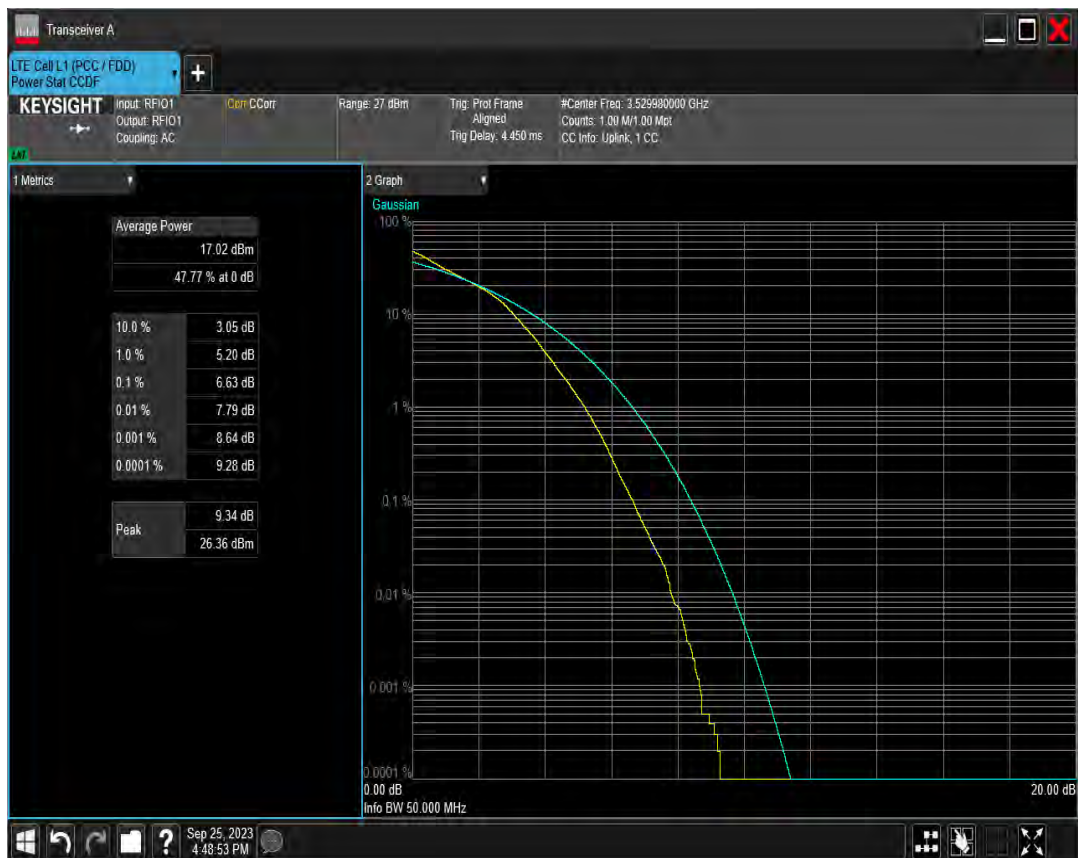 Transceiver A
LTE Cell L1 (PCC / FDD)
Power Stat CCDF
+
KEYSIGHT
Input: RFIO1
Output: RFIO1
Coupling: AC
Corr CCorr
Range: 27 dBm
Trig: Prot Frame
Aligned
Trig Delay: 4.450 ms
#Center Freq: 3.529980000 GHz
Counts: 1.00 M/1.00 Mpt
CC Info: Uplink, 1 CC
LXI
1 Metrics
Average Power
17.02 dBm
47.77 % at 0 dB
10.0 % 3.05 dB
1.0 % 5.20 dB
0.1 % 6.63 dB
0.01 % 7.79 dB
0.001 % 8.64 dB
0.0001 % 9.28 dB
Peak
9.34 dB
26.36 dBm
2 Graph
Gaussian
100 %
10 %
1 %
0.1 %
0.01 %
0.001 %
0.0001 %
0.00 dB 20.00 dB
Info BW 50.000 MHz
?
Sep 25, 2023
4:48:53 PM